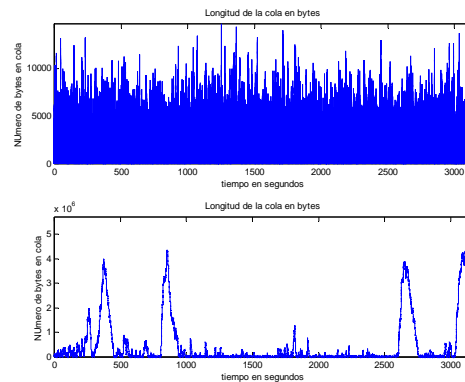 Longitud de la cola en bytes
NUmero de bytes en cola
10000
5000
0
0 500 1000 1500 2000 2500 3000
tiempo en segundos
x 10^6
Longitud de la cola en bytes
NUmero de bytes en cola
5
4
3
2
1
0
0 500 1000 1500 2000 2500 3000
tiempo en segundos